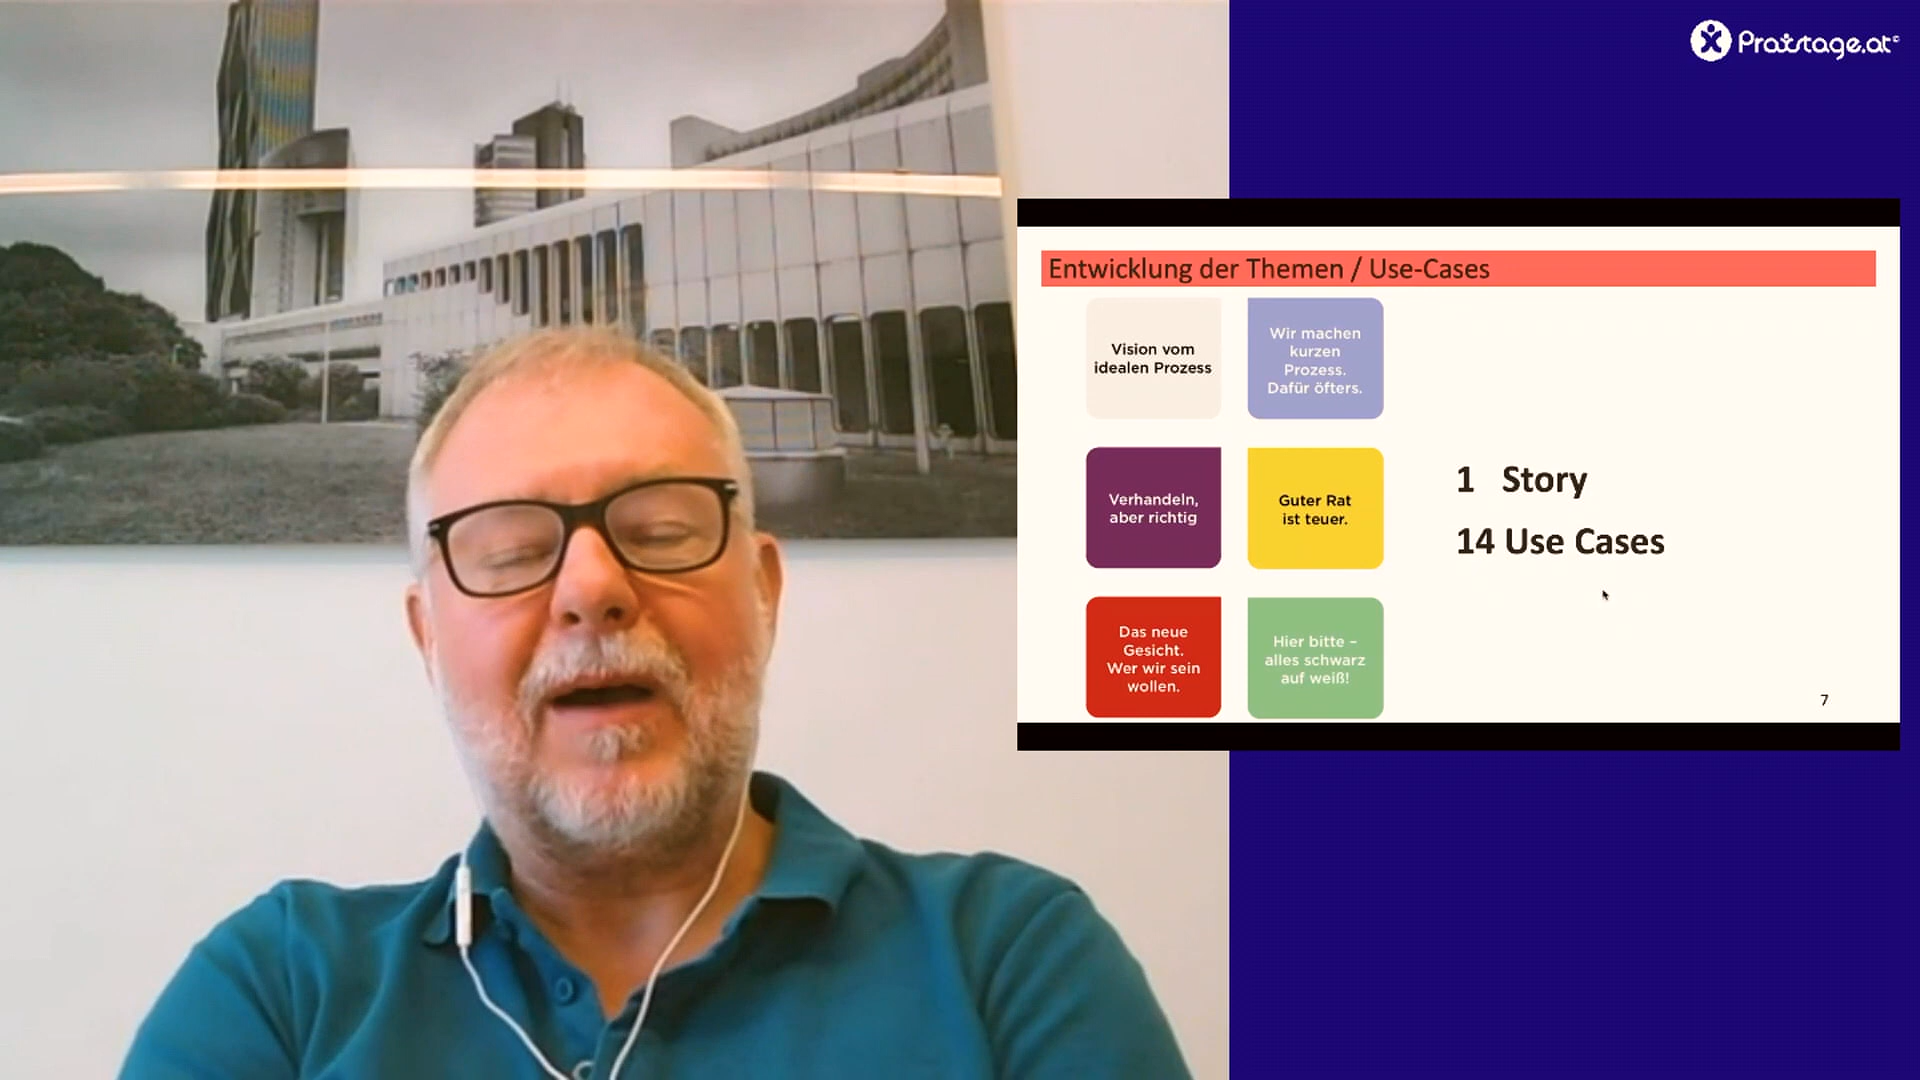 Praxistage.at©
Entwicklung der Themen / Use-Cases
Vision vom
idealen Prozess
Wir machen
kurzen
Prozess.
Dafür öfters.
Verhandeln,
aber richtig
Guter Rat
ist teuer.
1 Story
14 Use Cases
Das neue
Gesicht.
Wer wir sein
wollen.
Hier bitte –
alles schwarz
auf weiß!
7